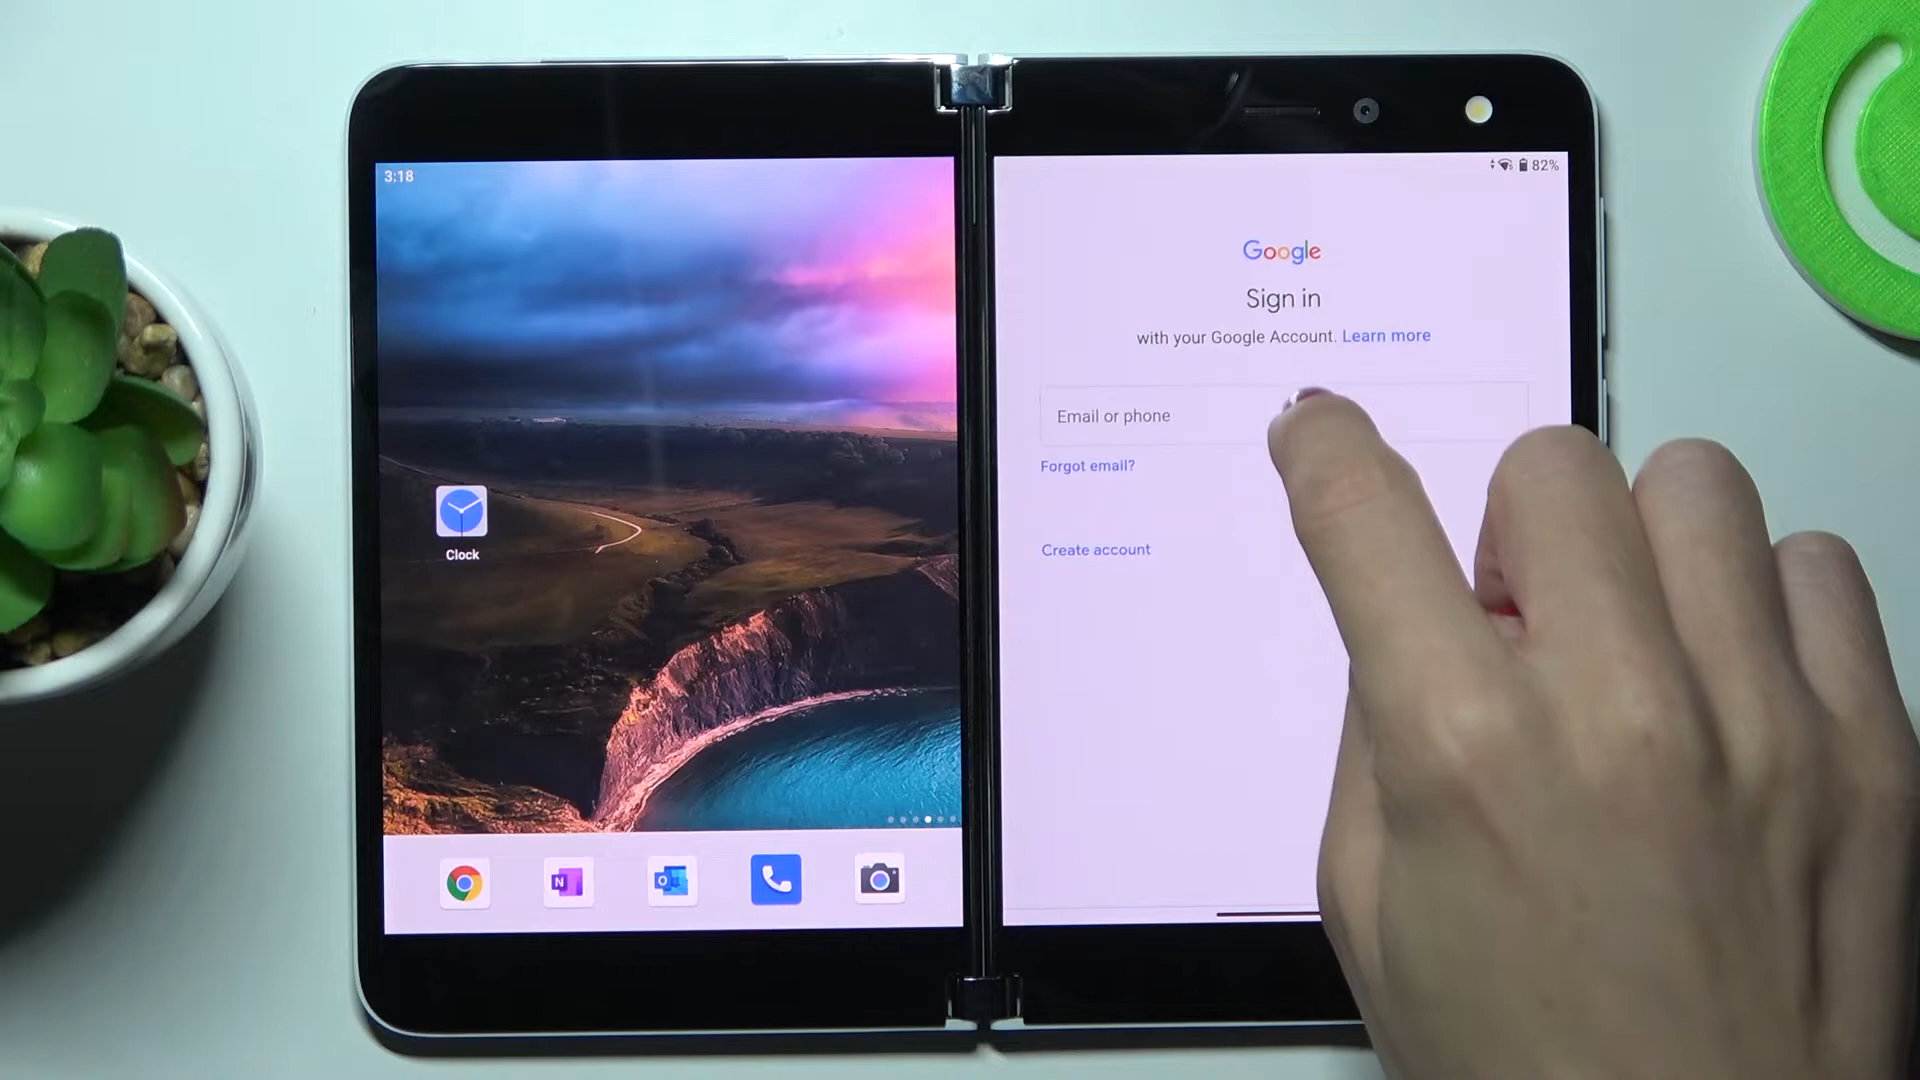 3:18
82%
Google
Sign in
with your Google Account. Learn more
Email or phone
Forgot email?
Clock
Create account
N
O